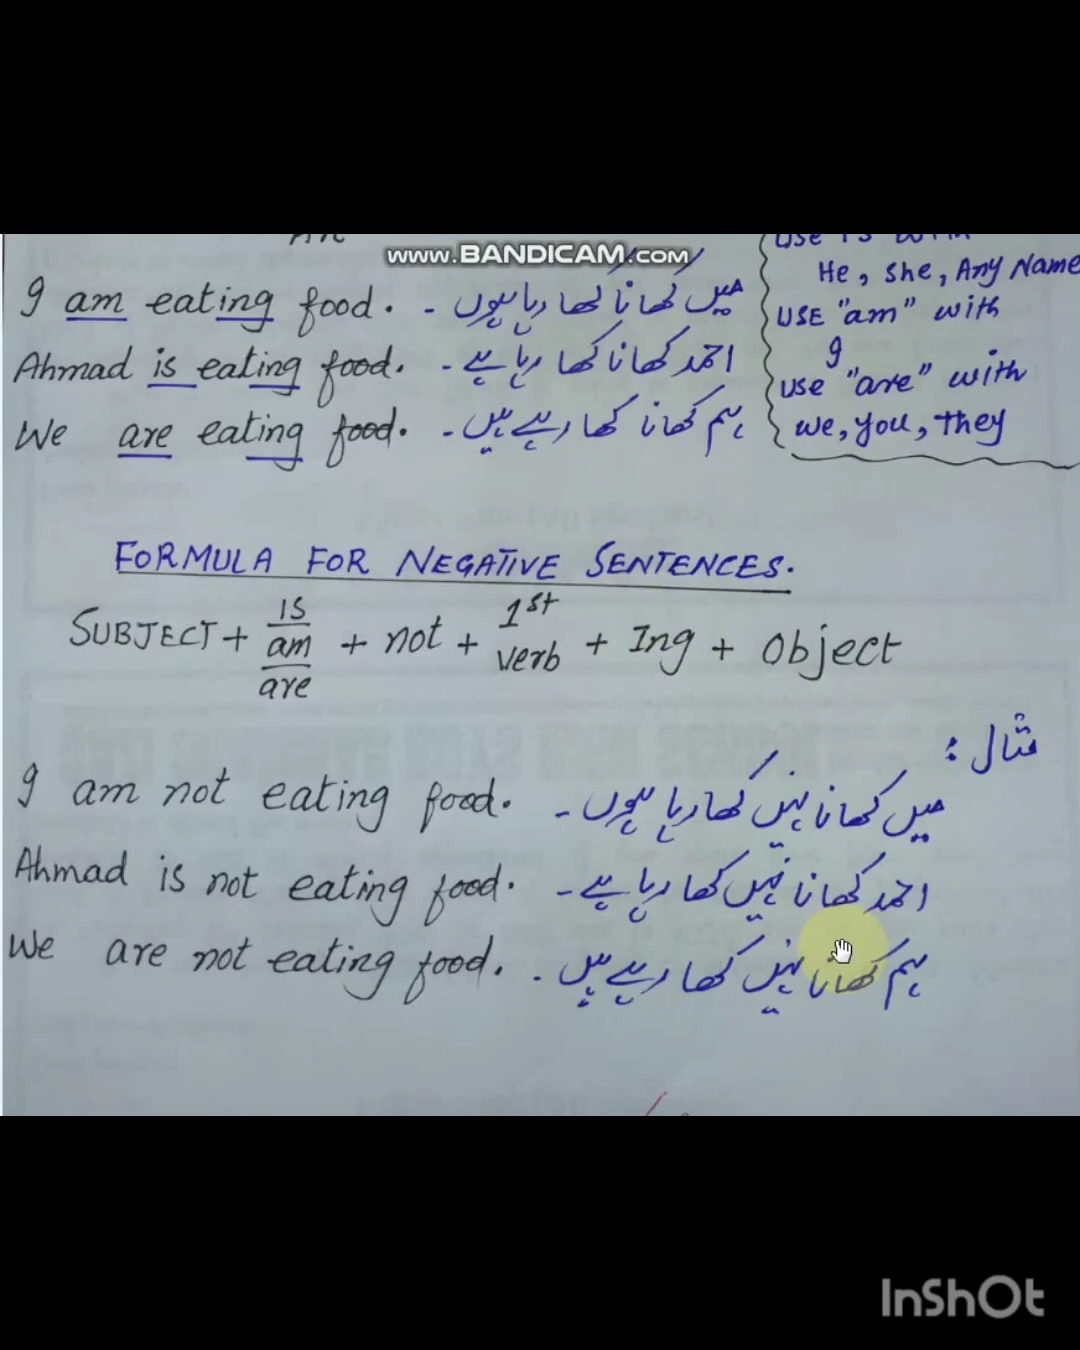 www.BANDICAM.com
I am eating food. میں کھانا کھا رہا ہوں ۔
Ahmad is eating food. احمد کھانا کھا رہا ہے ۔
We are eating food. ہم کھانا کھا رہے ہیں ۔
use is with
He, She, Any Name
USE "am" with
I
use "are" with
we, you, they
FORMULA FOR NEGATIVE SENTENCES.
SUBJECT + is/am/are + not + 1st verb + Ing + Object
مثال :
I am not eating food. میں کھانا نہیں کھا رہا ہوں ۔
Ahmad is not eating food. احمد کھانا نہیں کھا رہا ہے ۔
We are not eating food. ہم کھانا نہیں کھا رہے ہیں ۔
InShOt